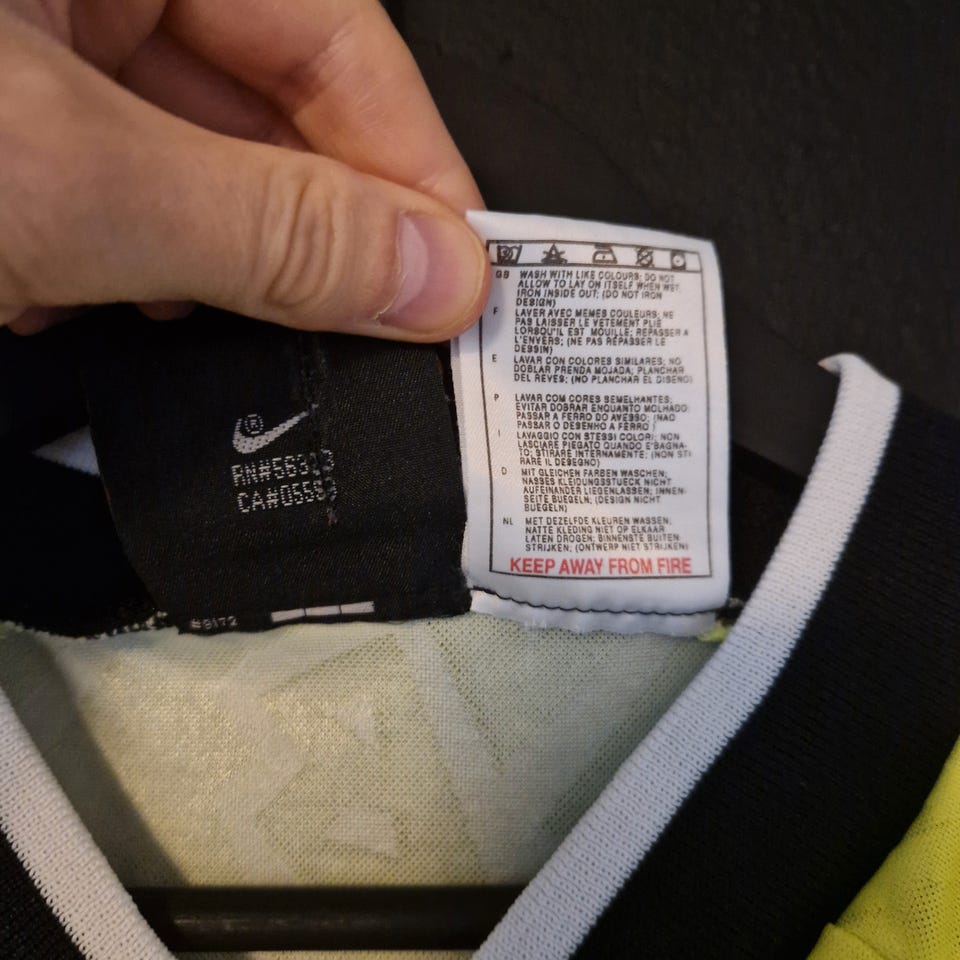 ®
RN#563
CA#0555
#9172
GB WASH WITH LIKE COLOURS; DO NOT
ALLOW TO LAY ON ITSELF WHEN WET.
IRON INSIDE OUT; (DO NOT IRON
DESIGN)
F LAVER AVEC MEMES COULEURS; NE
PAS LAISSER LE VETEMENT PLIE
LORSQU'IL EST MOUILLE; REPASSER A
L'ENVERS; (NE PAS REPASSER LE
DESSIN)
E LAVAR CON COLORES SIMILARES; NO
DOBLAR PRENDA MOJADA; PLANCHAR
DEL REVES; (NO PLANCHAR EL DISENO)
P LAVAR COM CORES SEMELHANTES;
EVITAR DOBRAR ENQUANTO MOLHADO;
PASSAR A FERRO DO AVESSO; (NAO
PASSAR O DESENHO A FERRO)
I LAVAGGIO CON STESSI COLORI; NON
LASCIARE PIEGATO QUANDO E'BAGNA-
TO; STIRARE INTERNAMENTE; (NON STI
RARE IL DESEGNO)
D MIT GLEICHEN FARBEN WASCHEN;
NASSES KLEIDUNGSSTUECK NICHT
AUFEINANDER LIEGENLASSEN; INNEN-
SEITE BUEGELN; (DESIGN NICHT
BUEGELN)
NL MET DEZELFDE KLEUREN WASSEN;
NATTE KLEDING NIET OP ELKAAR
LATEN DROGEN; BINNENSTE BUITEN
STRIJKEN; (ONTWERP NIET STRIJKEN)
KEEP AWAY FROM FIRE